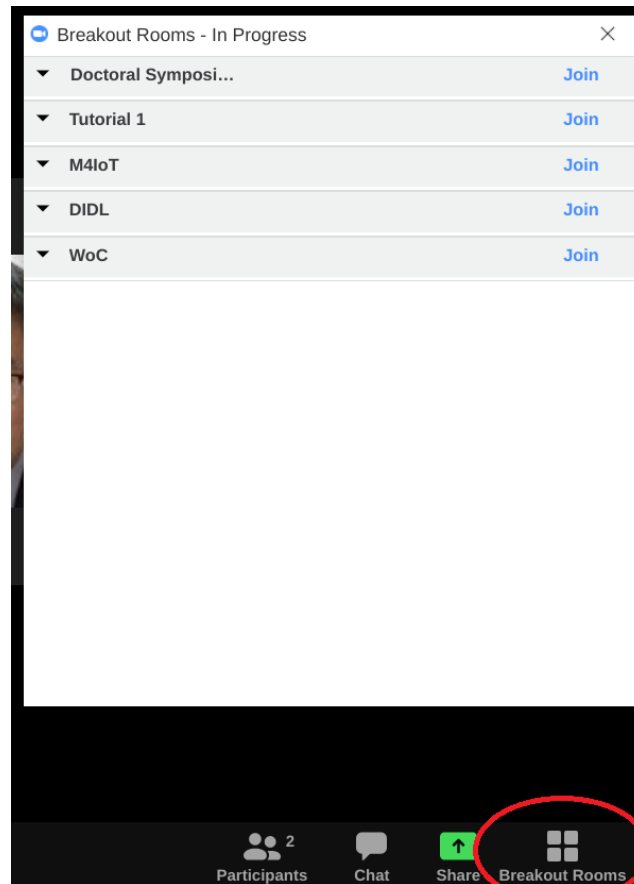 Breakout Rooms - In Progress
Doctoral Symposi... Join
Tutorial 1 Join
M4IoT Join
DIDL Join
WoC Join
2
Participants Chat Share Breakout Rooms